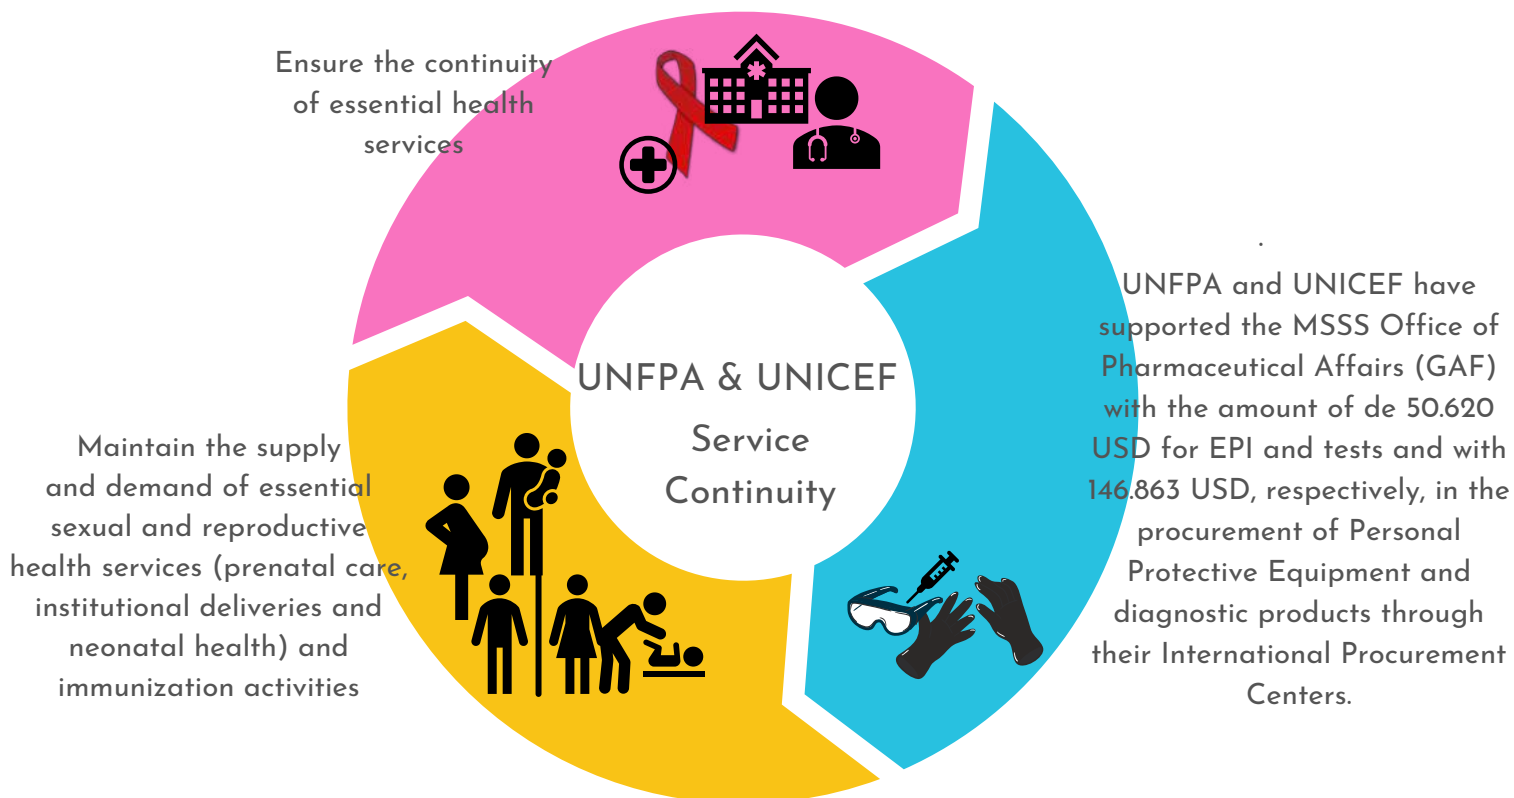 Ensure the continuity
of essential health
services
UNFPA & UNICEF
Service
Continuity
.
UNFPA and UNICEF have
supported the MSSS Office of
Pharmaceutical Affairs (GAF)
with the amount of de 50.620
USD for EPI and tests and with
146.863 USD, respectively, in the
procurement of Personal
Protective Equipment and
diagnostic products through
their International Procurement
Centers.
Maintain the supply
and demand of essential
sexual and reproductive
health services (prenatal care,
institutional deliveries and
neonatal health) and
immunization activities